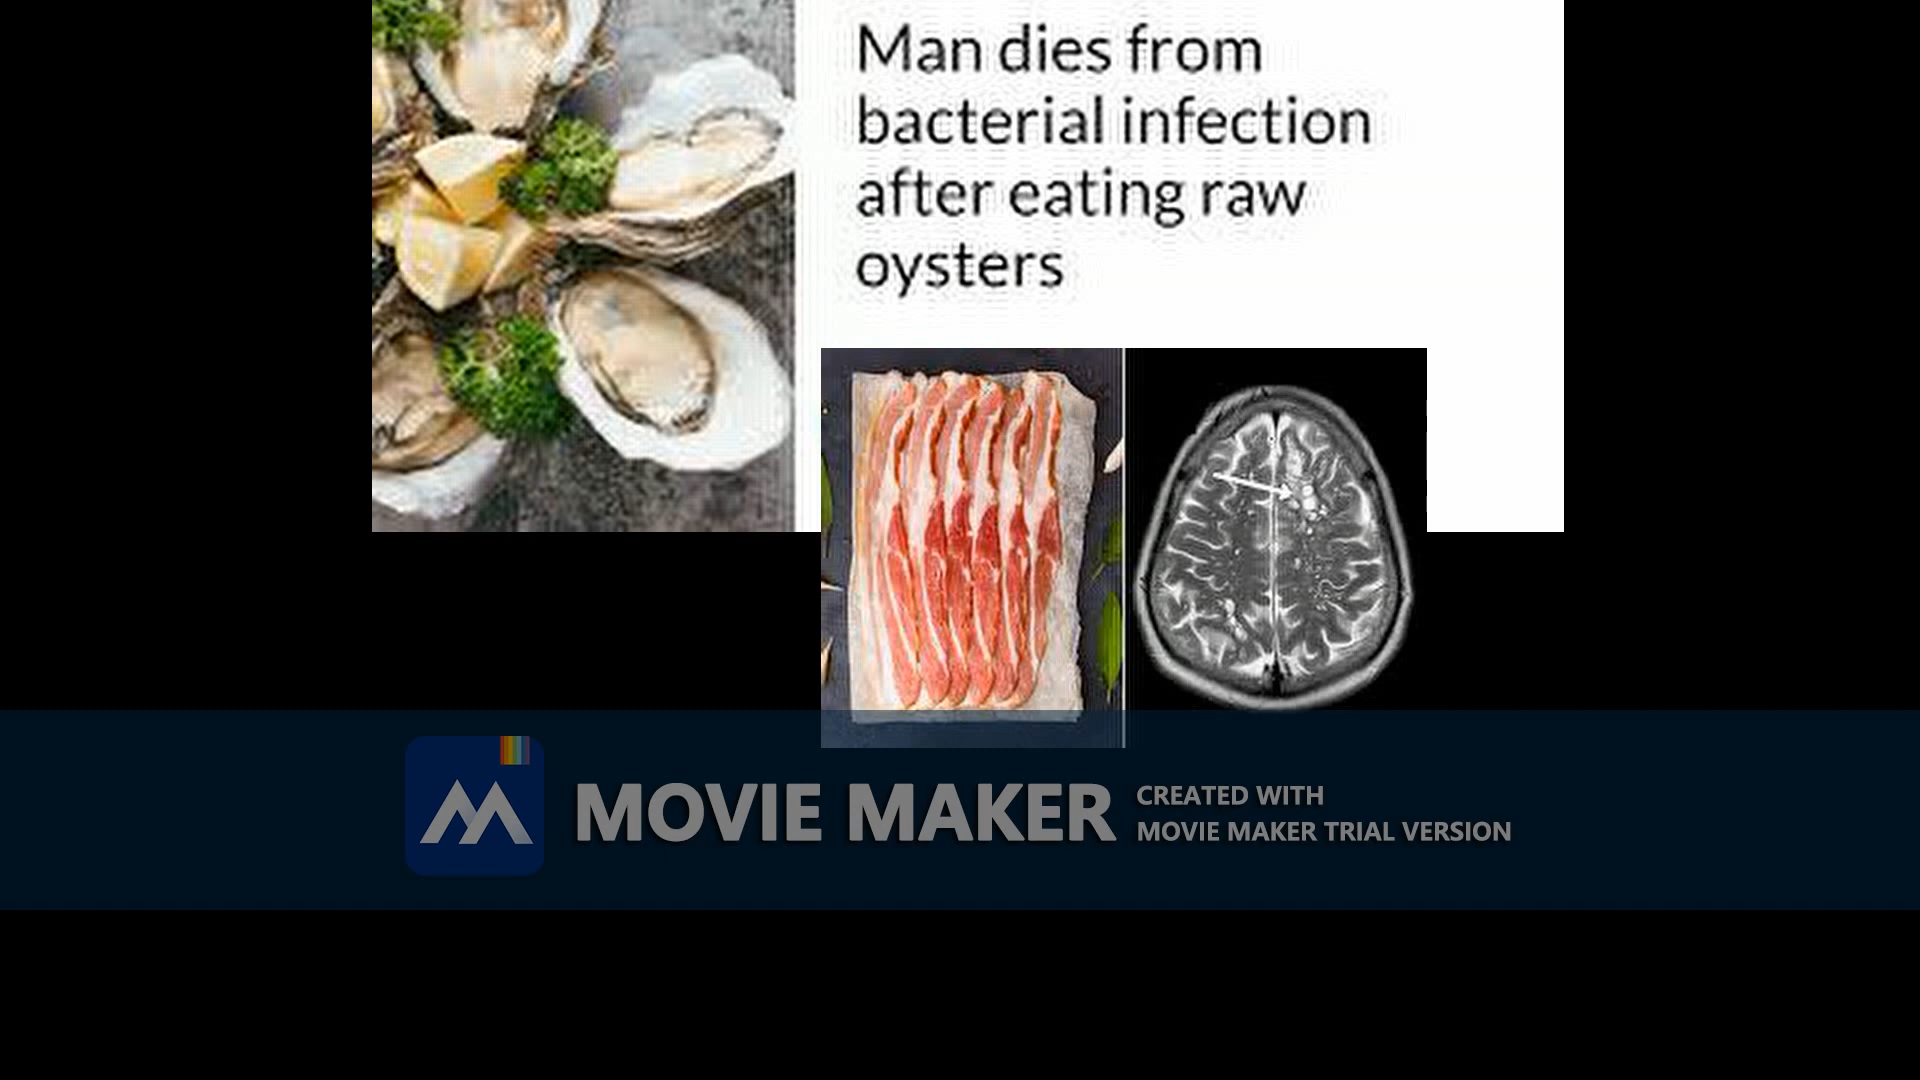 Man dies from
bacterial infection
after eating raw
oysters
MOVIE MAKER
CREATED WITH
MOVIE MAKER TRIAL VERSION